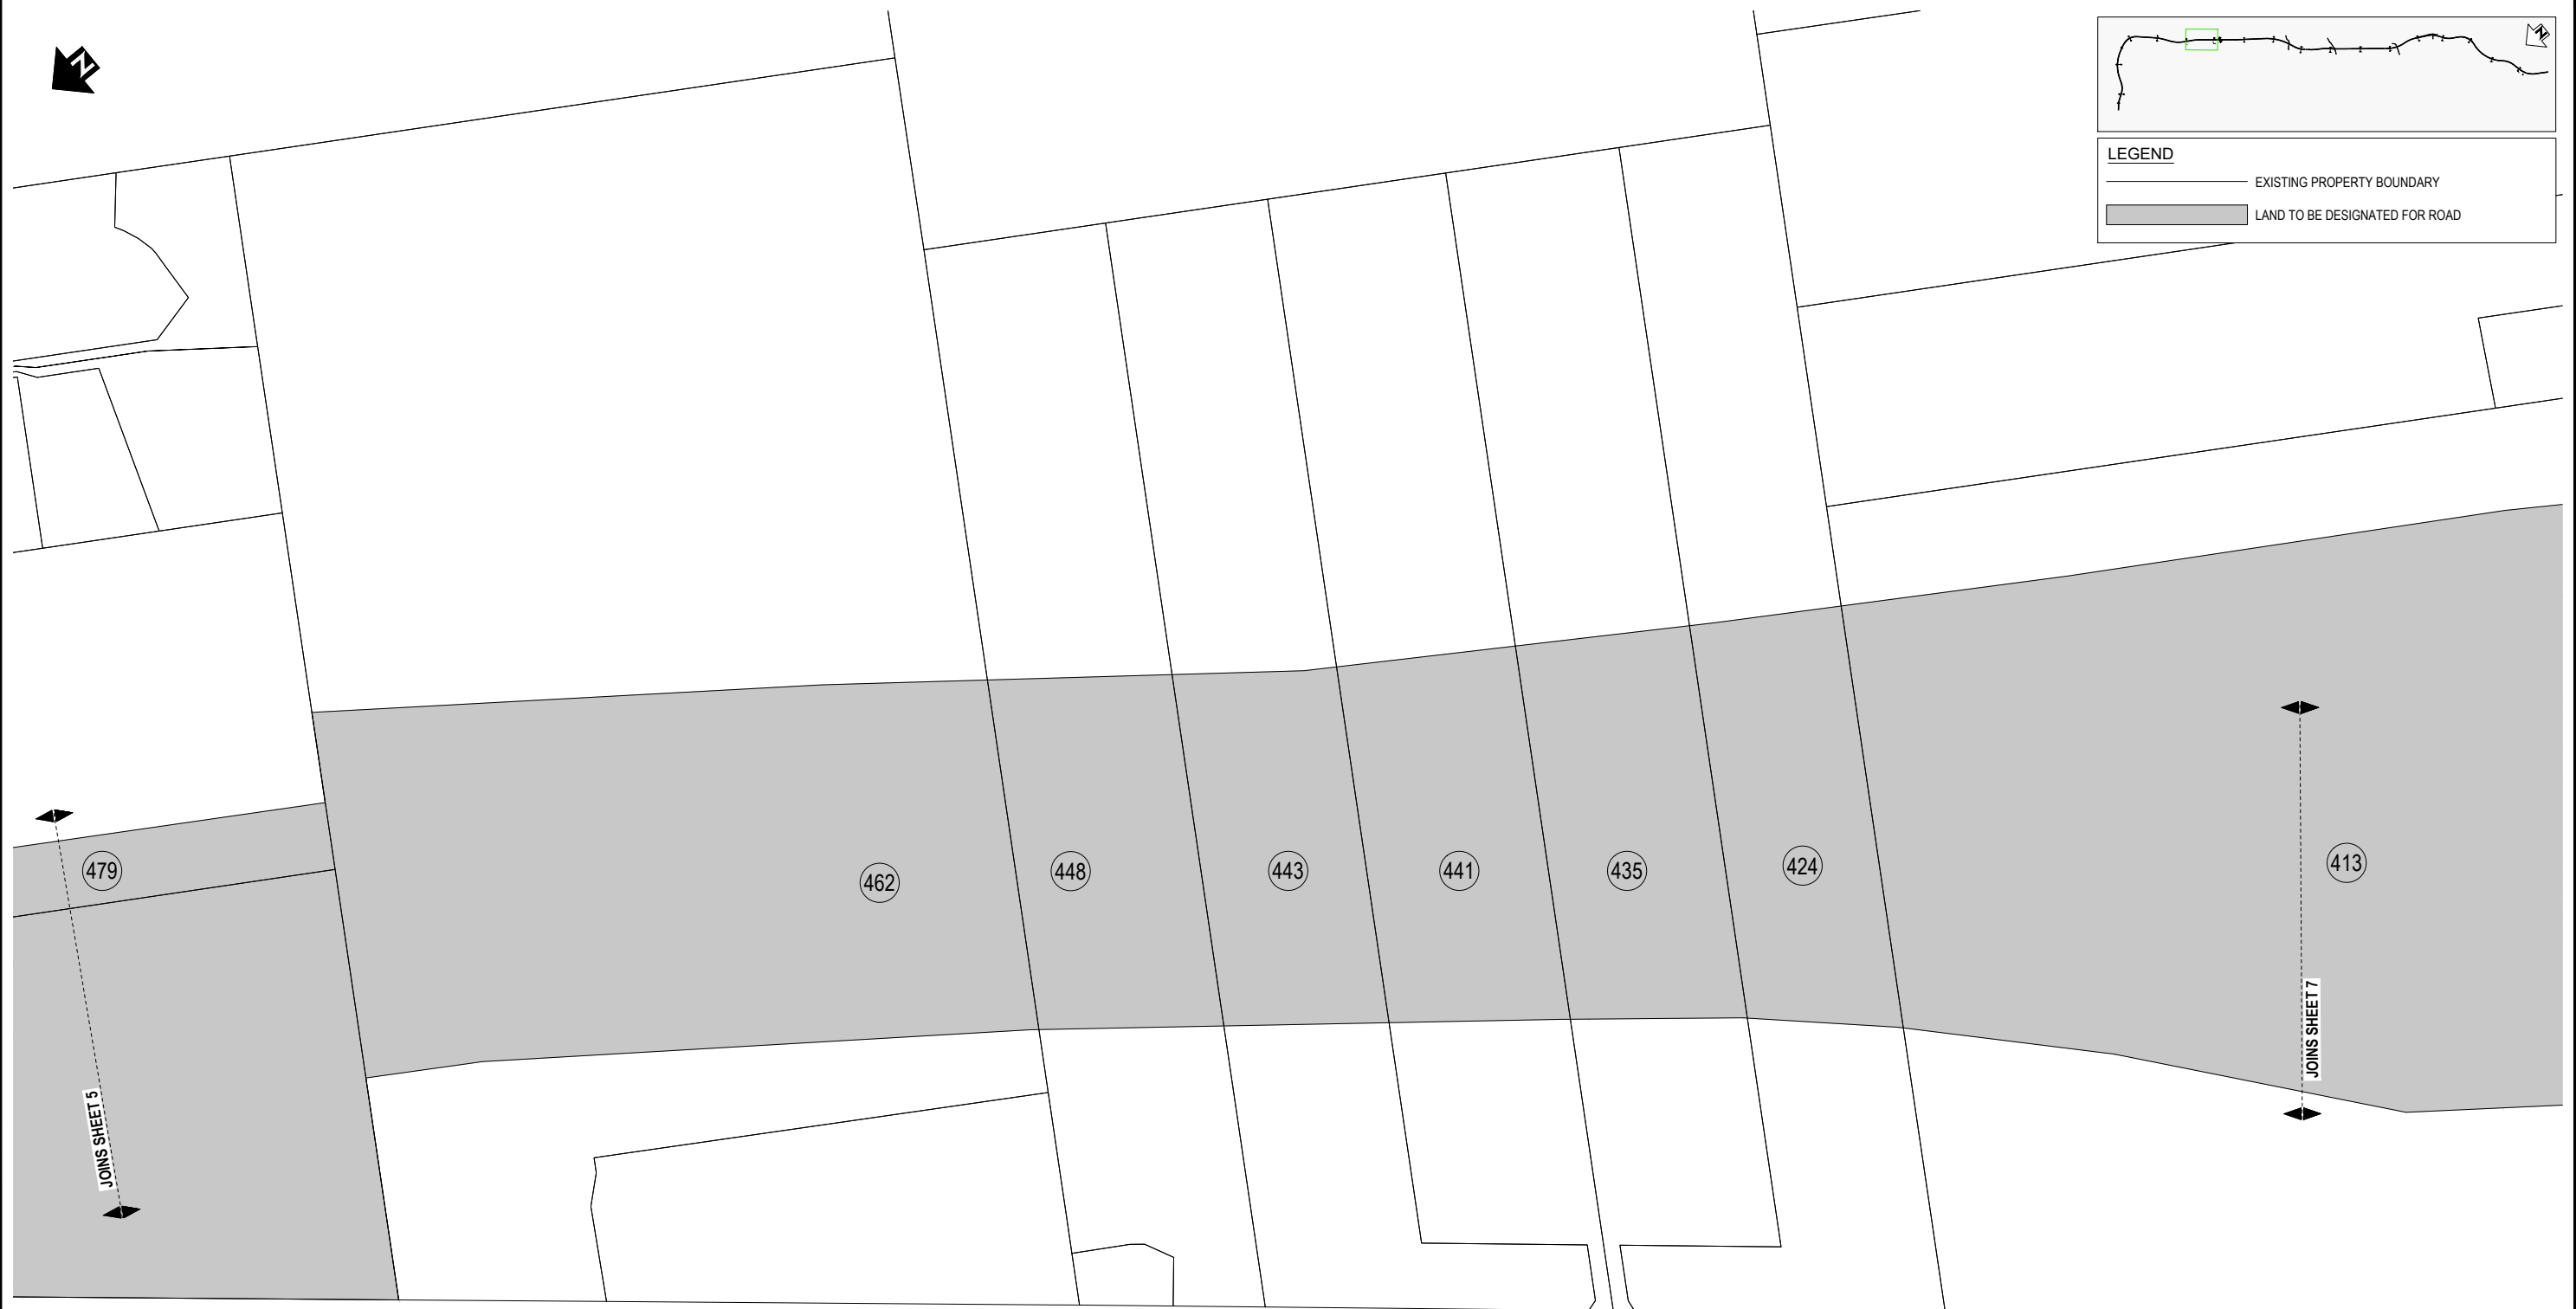 N
N
LEGEND
EXISTING PROPERTY BOUNDARY
LAND TO BE DESIGNATED FOR ROAD
479
462
448
443
441
435
424
413
JOINS SHEET 5
JOINS SHEET 7